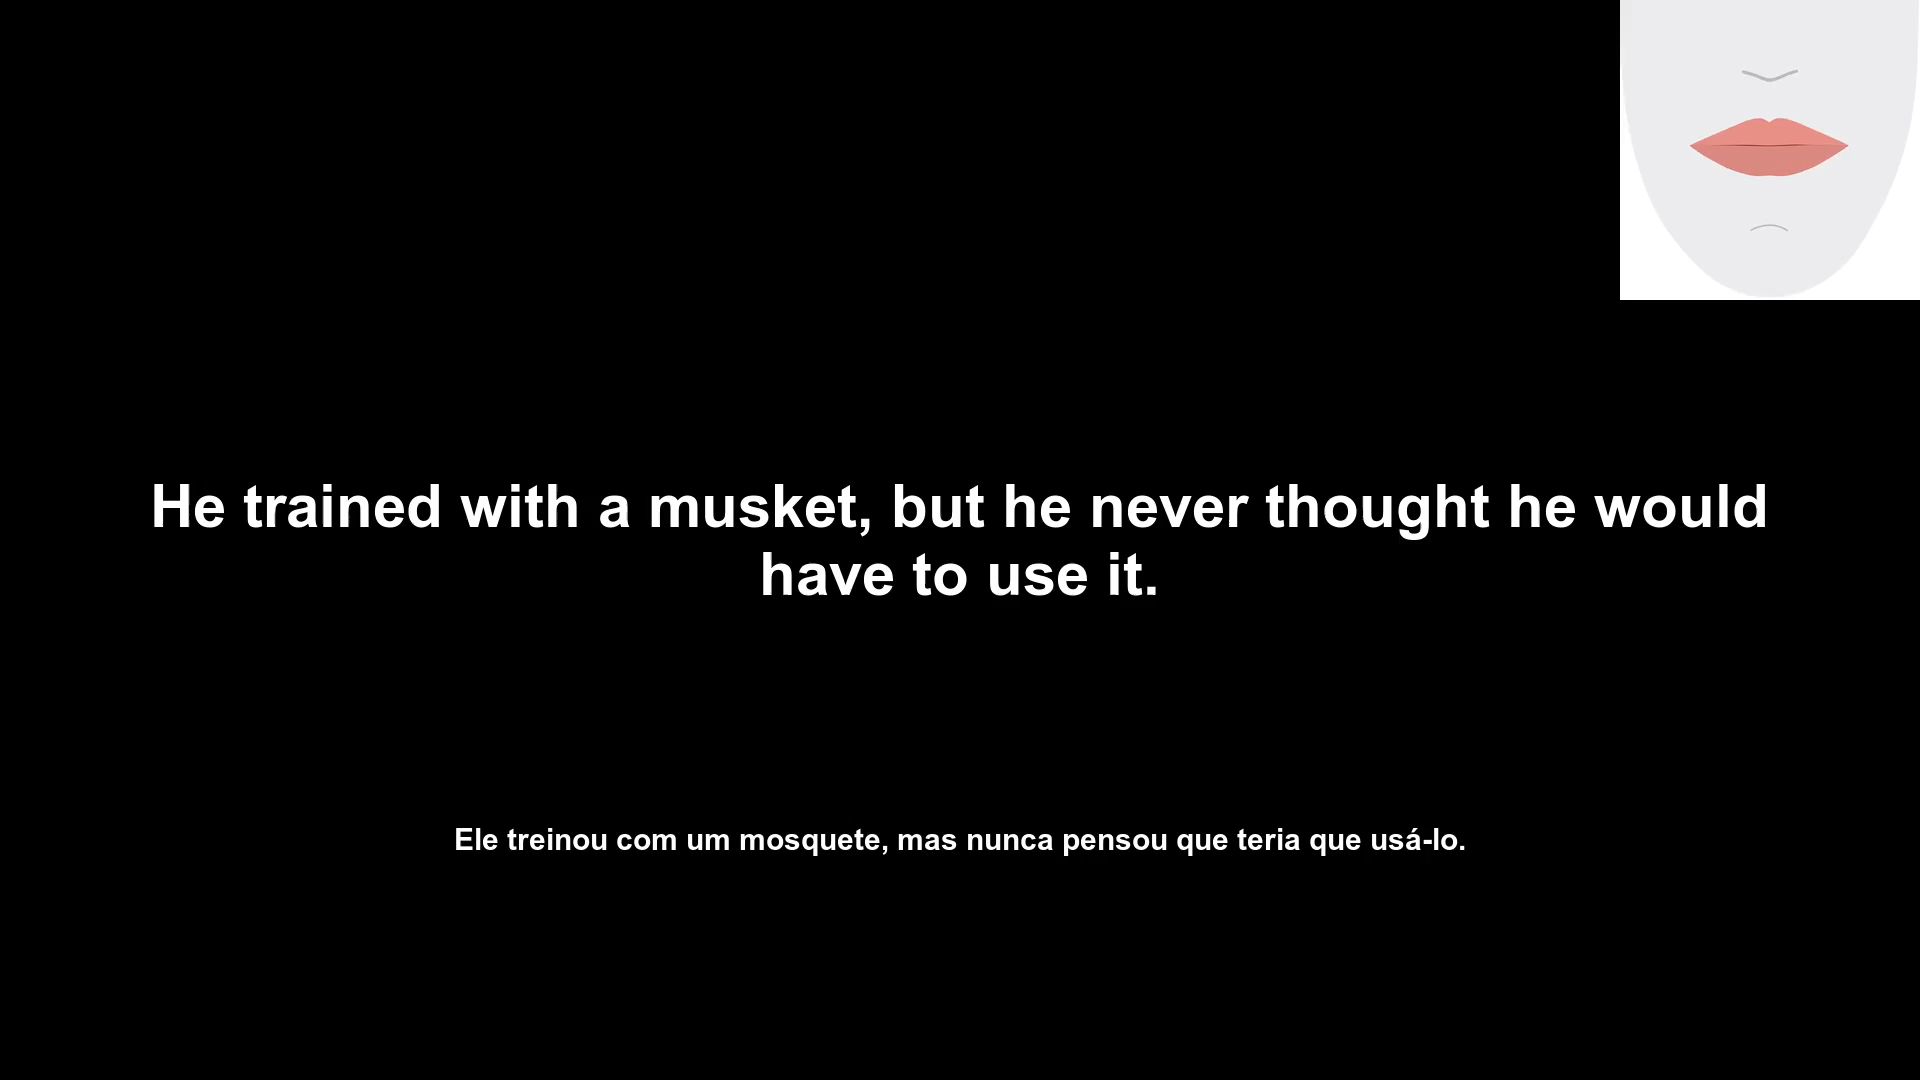 He trained with a musket, but he never thought he would
have to use it.
Ele treinou com um mosquete, mas nunca pensou que teria que usá-lo.